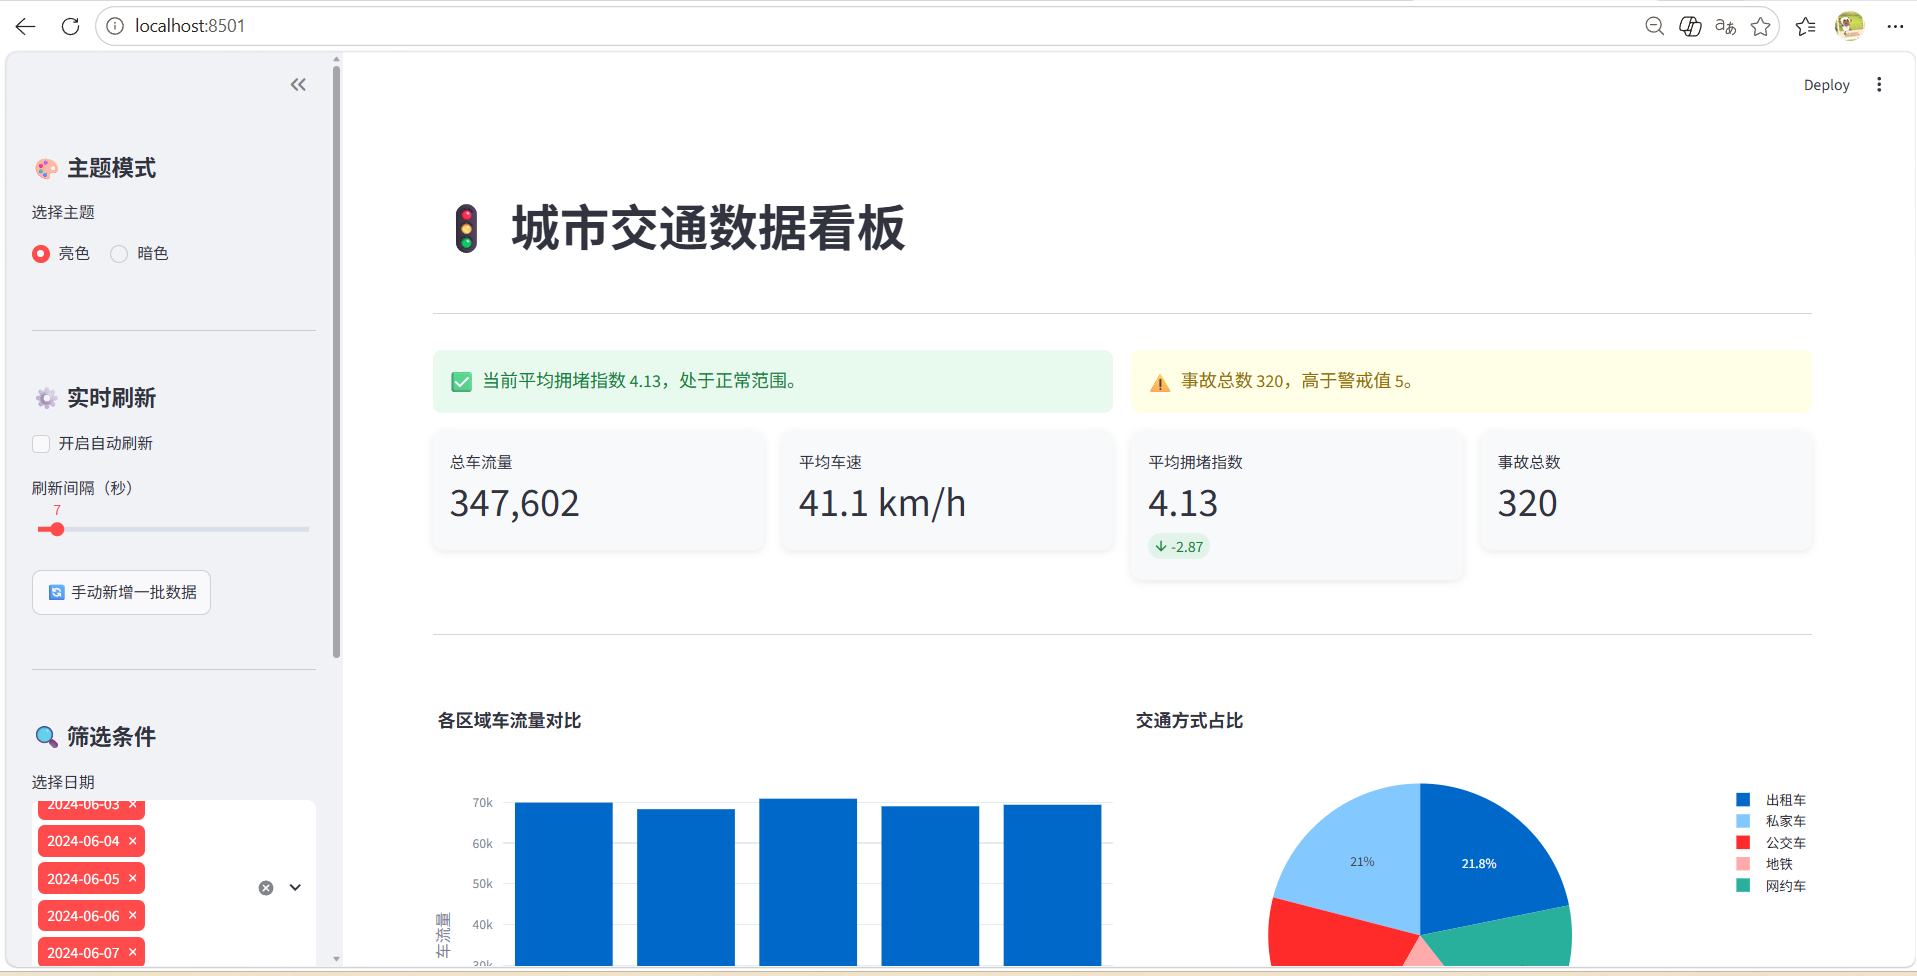 localhost:8501
Deploy
主题模式
选择主题
亮色
暗色
实时刷新
开启自动刷新
刷新间隔（秒）
7
手动新增一批数据
筛选条件
选择日期
2024-06-03 ×
2024-06-04 ×
2024-06-05 ×
2024-06-06 ×
2024-06-07 ×
城市交通数据看板
当前平均拥堵指数 4.13，处于正常范围。
事故总数 320，高于警戒值 5。
总车流量
347,602
平均车速
41.1 km/h
平均拥堵指数
4.13
-2.87
事故总数
320
各区域车流量对比
70k
60k
50k
40k
30k
车流量
交通方式占比
21%
21.8%
出租车
私家车
公交车
地铁
网约车